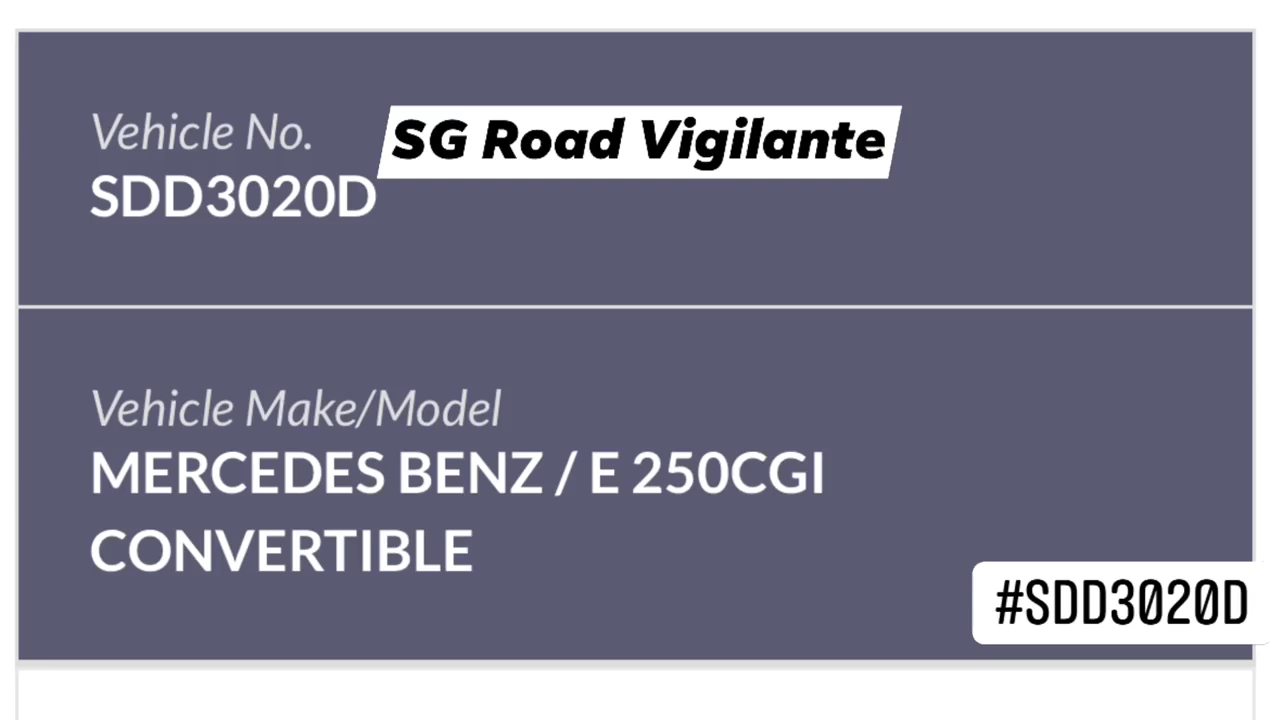 Vehicle No.
SG Road Vigilante
SDD3020D
Vehicle Make/Model
MERCEDES BENZ / E 250CGI
CONVERTIBLE
#SDD3020D